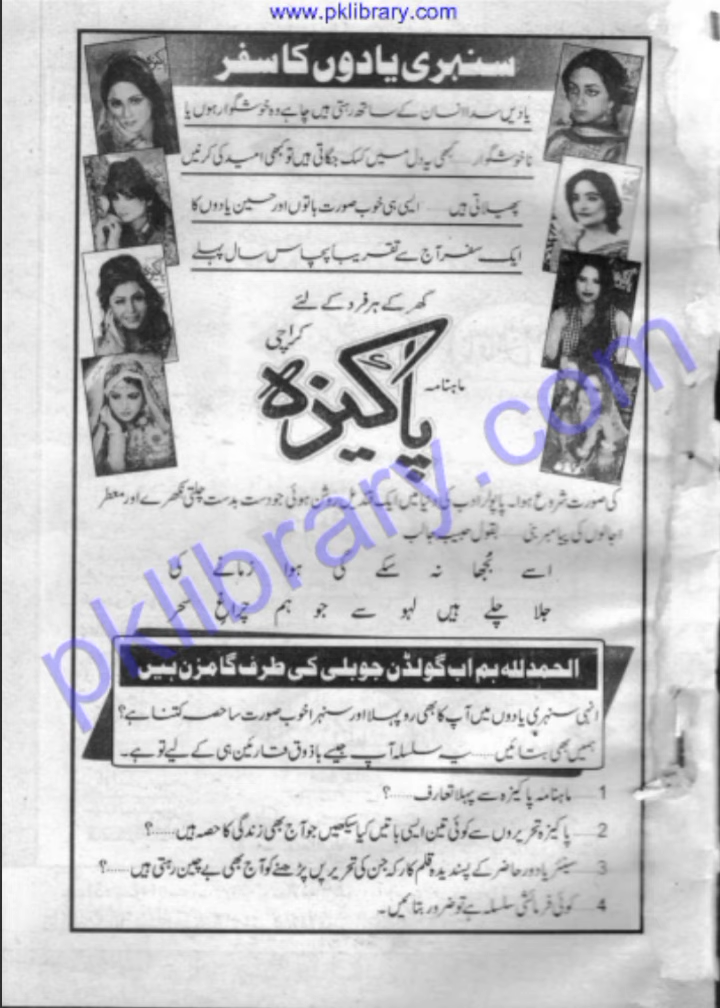 www.pklibrary.com
سنہری یادوں کا سفر
یادیں سدا انسان کے ساتھ رہتی ہیں چاہے وہ خوشگوار ہوں یا
ناخوشگوار ..... کبھی یہ دل میں کسک جگاتی ہیں تو کبھی امید کی کرنیں
پھیلاتی ہیں ..... ایسی ہی خوب صورت باتوں اور حسین یادوں کا
ایک سفر آج سے تقریباً پچاس سال پہلے
گھر کے ہر فرد کے لئے
ماہنامہ پاکیزہ کراچی
کی صورت شروع ہوا۔ پاپولر ادب کی دنیا میں ایک قندیل روشن ہوئی جو دست بدست چلتی نکھرے اور معطر
اجالوں کی پیامبر بنی ..... بقول حبیب جالب
اسے بُجھا نہ سکے گی ہوا زمانے کی
جلا چلے ہیں لہو سے جو ہم چراغِ سحر
الحمدللہ ہم اب گولڈن جوبلی کی طرف گامزن ہیں
انہی سنہری یادوں میں آپ کا بھی روپہلا اور سنہرا خوب صورت سا حصہ کتنا ہے؟
ہمیں بھی بتائیں ..... یہ سلسلہ آپ جیسے باذوق قارئین ہی کے لیے تو ہے۔
1 ..... ماہنامہ پاکیزہ سے پہلا تعارف .....؟
2 ..... پاکیزہ تحریروں سے کوئی تین ایسی باتیں کیا سیکھیں جو آج بھی زندگی کا حصہ ہیں .....؟
3 ..... سینئر یا دور حاضر کے پسندیدہ قلم کار کہ جن کی تحریریں پڑھنے کو آج بھی بے چین رہتی ہیں .....؟
4 ..... کوئی فرمائشی سلسلہ ہے تو ضرور بتائیں۔
pklibrary.com